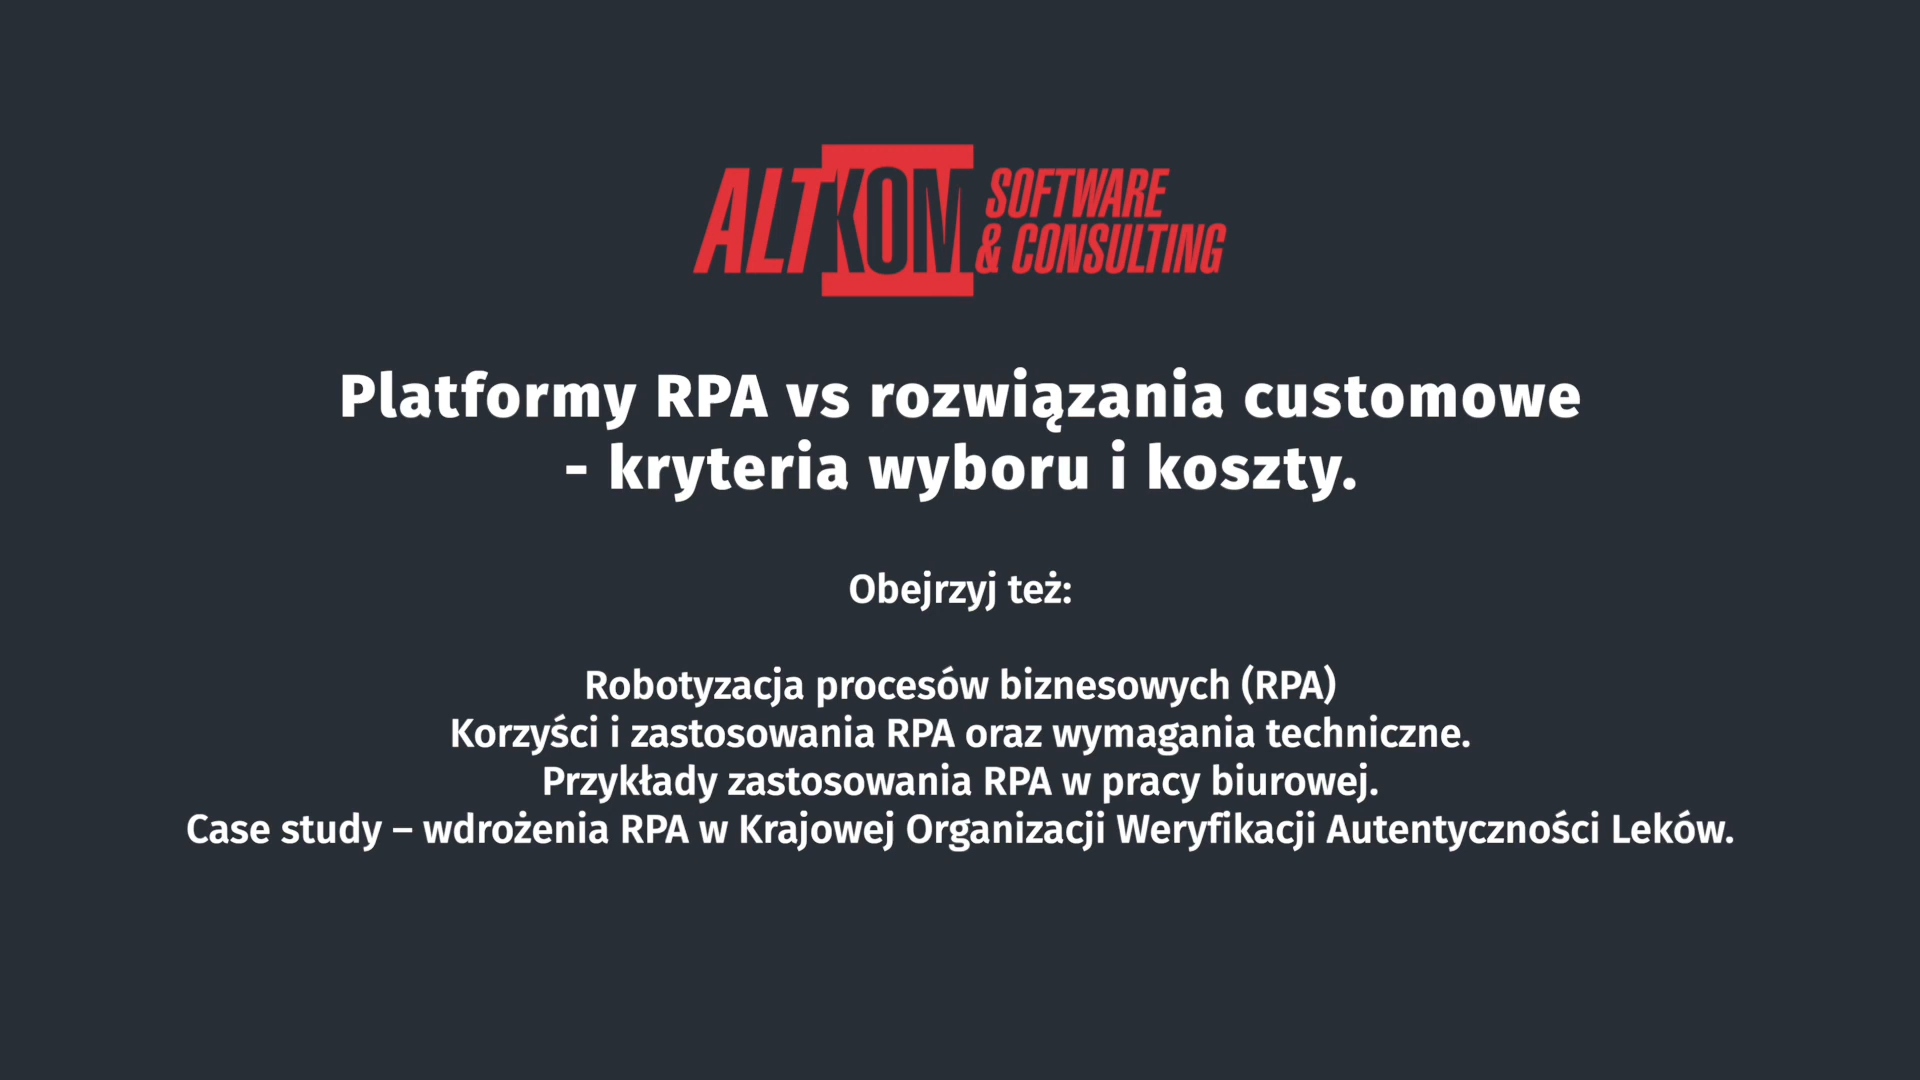 ALTKOM SOFTWARE & CONSULTING
Platformy RPA vs rozwiązania customowe
- kryteria wyboru i koszty.
Obejrzyj też:
Robotyzacja procesów biznesowych (RPA)
Korzyści i zastosowania RPA oraz wymagania techniczne.
Przykłady zastosowania RPA w pracy biurowej.
Case study – wdrożenia RPA w Krajowej Organizacji Weryfikacji Autentyczności Leków.